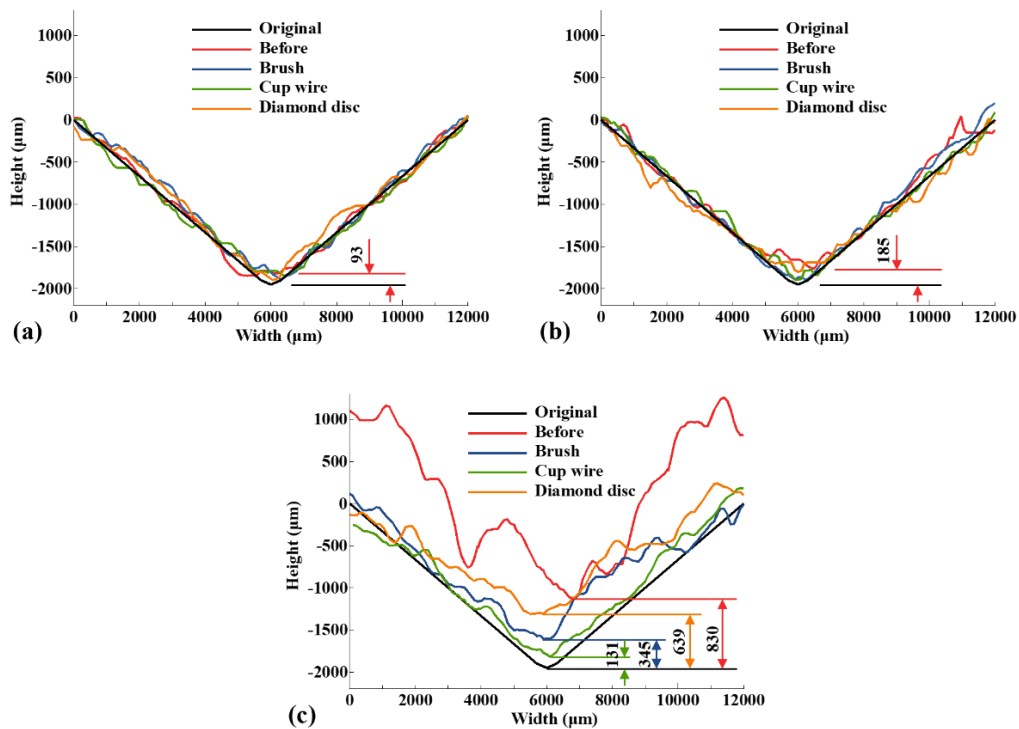 1000
500
0
-500
-1000
-1500
-2000
Height (µm)
Original
Before
Brush
Cup wire
Diamond disc
93
0
2000
4000
6000
8000
10000
12000
Width (µm)
(a)
1000
500
0
-500
-1000
-1500
-2000
Height (µm)
Original
Before
Brush
Cup wire
Diamond disc
185
0
2000
4000
6000
8000
10000
12000
Width (µm)
(b)
1000
500
0
-500
-1000
-1500
-2000
Height (µm)
Original
Before
Brush
Cup wire
Diamond disc
131
345
639
830
0
2000
4000
6000
8000
10000
12000
Width (µm)
(c)